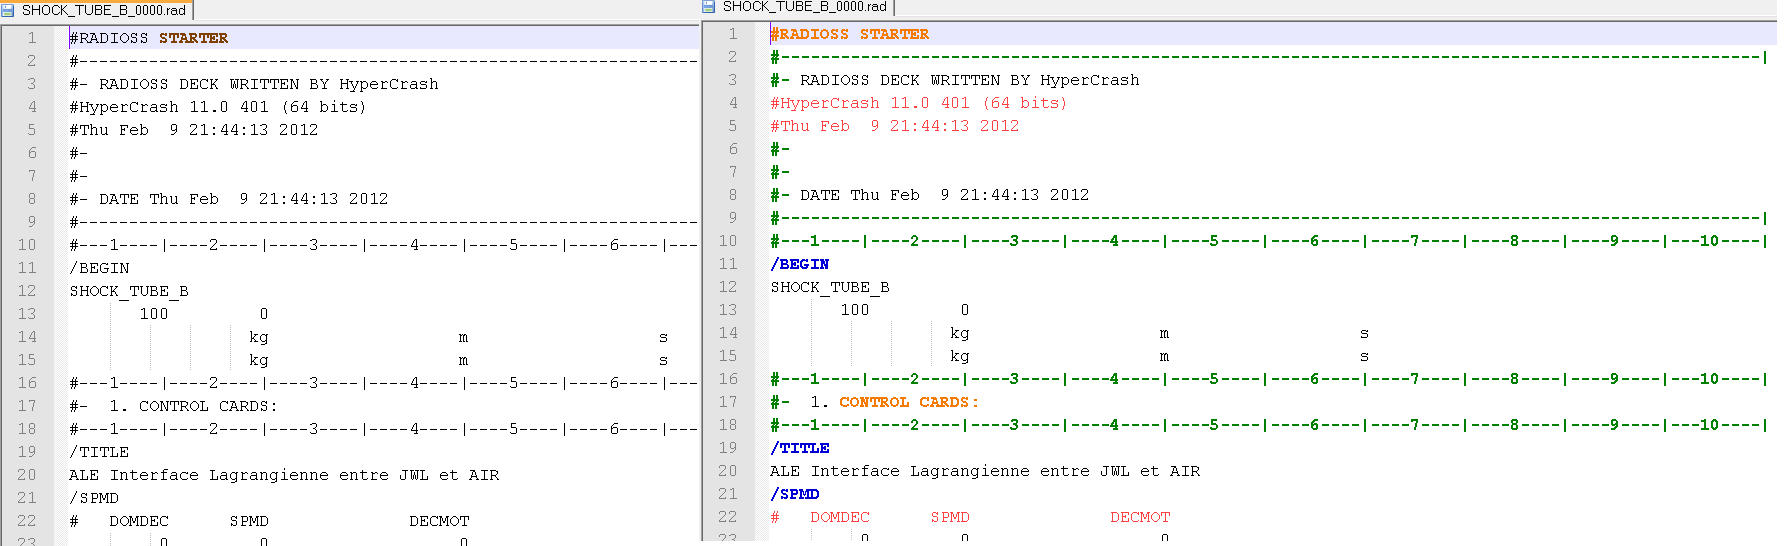 SHOCK_TUBE_B_0000.rad
1 #RADIOSS STARTER
2 #--------------------------------------------------------------
3 #- RADIOSS DECK WRITTEN BY HyperCrash
4 #HyperCrash 11.0 401 (64 bits)
5 #Thu Feb  9 21:44:13 2012
6 #-
7 #-
8 #- DATE Thu Feb  9 21:44:13 2012
9 #--------------------------------------------------------------
10 #---1----|----2----|----3----|----4----|----5----|----6----|---
11 /BEGIN
12 SHOCK_TUBE_B
13        100         0
14                   kg                   m                   s
15                   kg                   m                   s
16 #---1----|----2----|----3----|----4----|----5----|----6----|---
17 #-  1. CONTROL CARDS:
18 #---1----|----2----|----3----|----4----|----5----|----6----|---
19 /TITLE
20 ALE Interface Lagrangienne entre JWL et AIR
21 /SPMD
22 #   DOMDEC      SPMD              DECMOT
23          0         0                   0
SHOCK_TUBE_B_0000.rad
1 #RADIOSS STARTER
2 #--------------------------------------------------------------------------------------------------|
3 #- RADIOSS DECK WRITTEN BY HyperCrash
4 #HyperCrash 11.0 401 (64 bits)
5 #Thu Feb  9 21:44:13 2012
6 #-
7 #-
8 #- DATE Thu Feb  9 21:44:13 2012
9 #--------------------------------------------------------------------------------------------------|
10 #---1----|----2----|----3----|----4----|----5----|----6----|----7----|----8----|----9----|---10----|
11 /BEGIN
12 SHOCK_TUBE_B
13        100         0
14                   kg                   m                   s
15                   kg                   m                   s
16 #---1----|----2----|----3----|----4----|----5----|----6----|----7----|----8----|----9----|---10----|
17 #-  1. CONTROL CARDS:
18 #---1----|----2----|----3----|----4----|----5----|----6----|----7----|----8----|----9----|---10----|
19 /TITLE
20 ALE Interface Lagrangienne entre JWL et AIR
21 /SPMD
22 #   DOMDEC      SPMD              DECMOT
23          0         0                   0